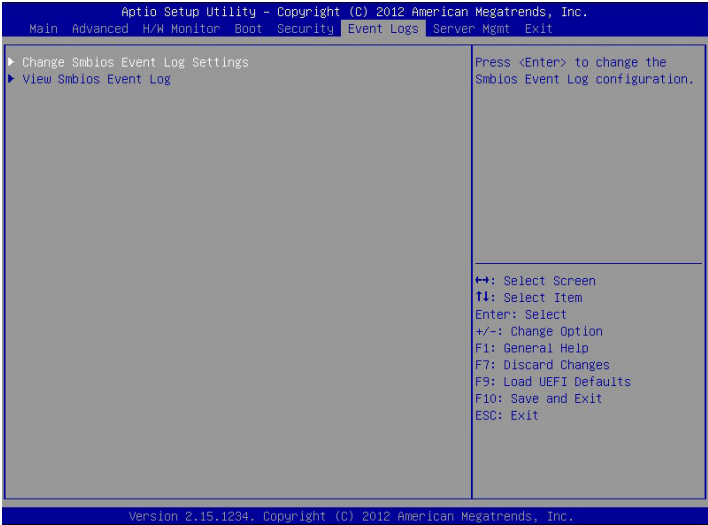 Aptio Setup Utility – Copyright (C) 2012 American Megatrends, Inc.
Main Advanced H/W Monitor Boot Security Event Logs Server Mgmt Exit
▶ Change Smbios Event Log Settings
▶ View Smbios Event Log
Press <Enter> to change the
Smbios Event Log configuration.
↔: Select Screen
↑↓: Select Item
Enter: Select
+/-: Change Option
F1: General Help
F7: Discard Changes
F9: Load UEFI Defaults
F10: Save and Exit
ESC: Exit
Version 2.15.1234. Copyright (C) 2012 American Megatrends, Inc.